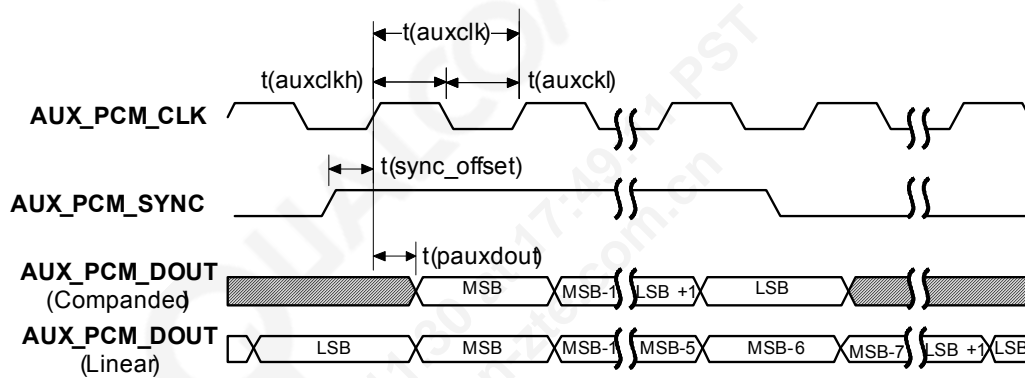 t(auxclk)
t(auxclkh)
t(auxckl)
AUX_PCM_CLK
t(sync_offset)
AUX_PCM_SYNC
t(pauxdout)
AUX_PCM_DOUT
(Companded)
MSB
MSB-1
LSB +1
LSB
AUX_PCM_DOUT
(Linear)
LSB
MSB
MSB-1
MSB-5
MSB-6
MSB-7
LSB +1
LSB